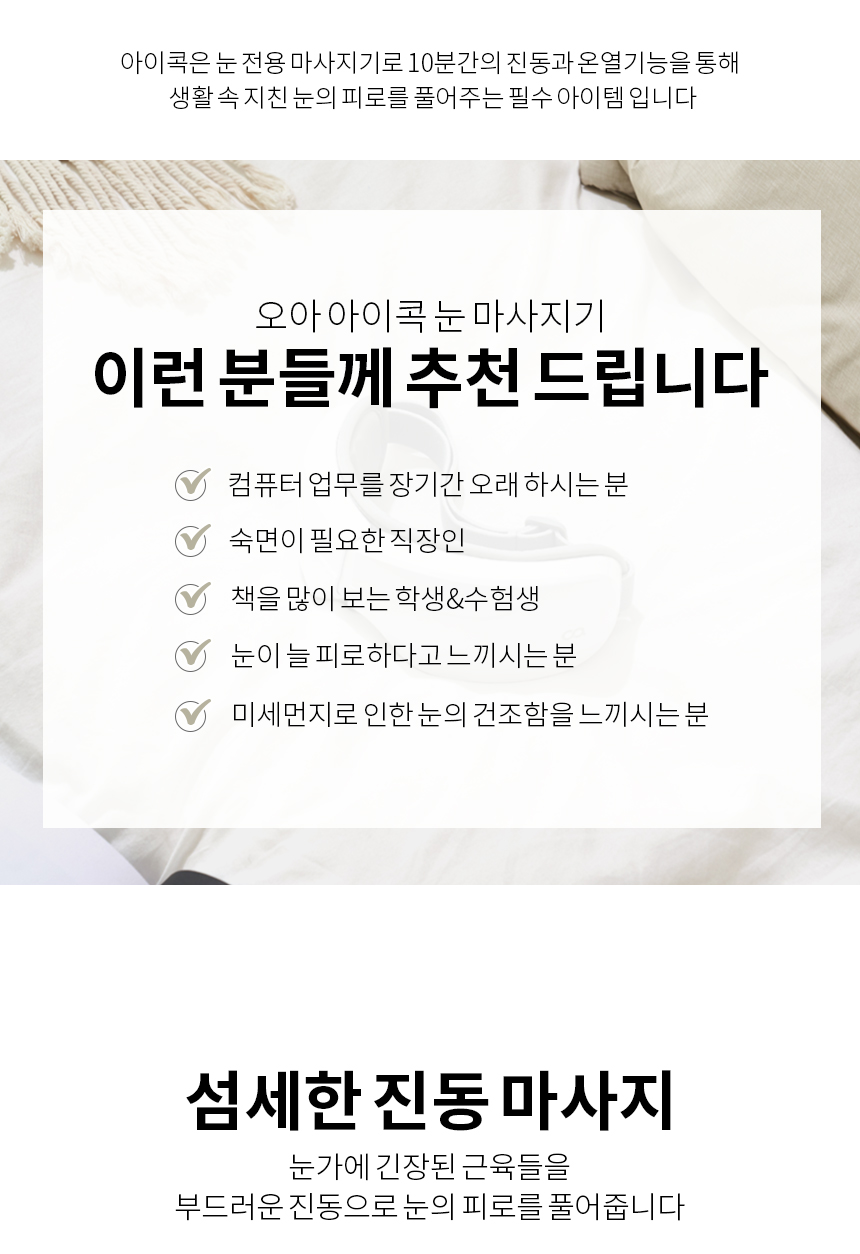 아이콕은 눈 전용 마사지기로 10분간의 진동과 온열기능을 통해
생활 속 지친 눈의 피로를 풀어주는 필수 아이템 입니다
오아 아이콕 눈 마사지기
이런 분들께 추천 드립니다
컴퓨터 업무를 장기간 오래 하시는 분
숙면이 필요한 직장인
책을 많이 보는 학생&수험생
눈이 늘 피로하다고 느끼시는 분
미세먼지로 인한 눈의 건조함을 느끼시는 분
섬세한 진동 마사지
눈가에 긴장된 근육들을
부드러운 진동으로 눈의 피로를 풀어줍니다